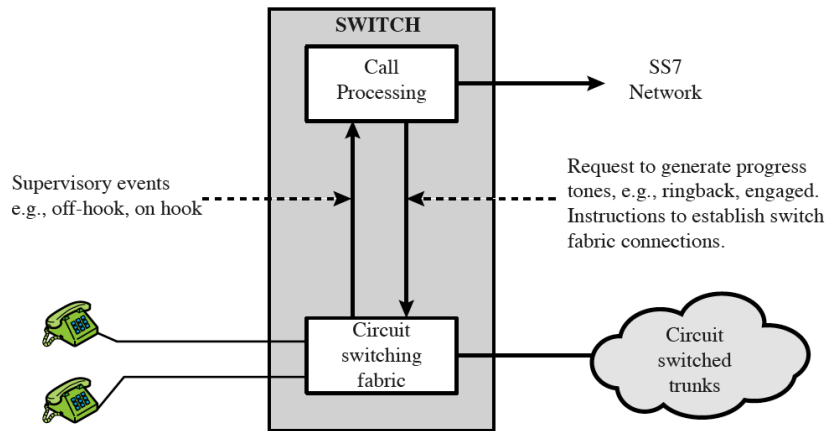 SWITCH
Call
Processing
SS7
Network
Supervisory events
e.g., off-hook, on hook
Request to generate progress
tones, e.g., ringback, engaged.
Instructions to establish switch
fabric connections.
Circuit
switching
fabric
Circuit
switched
trunks